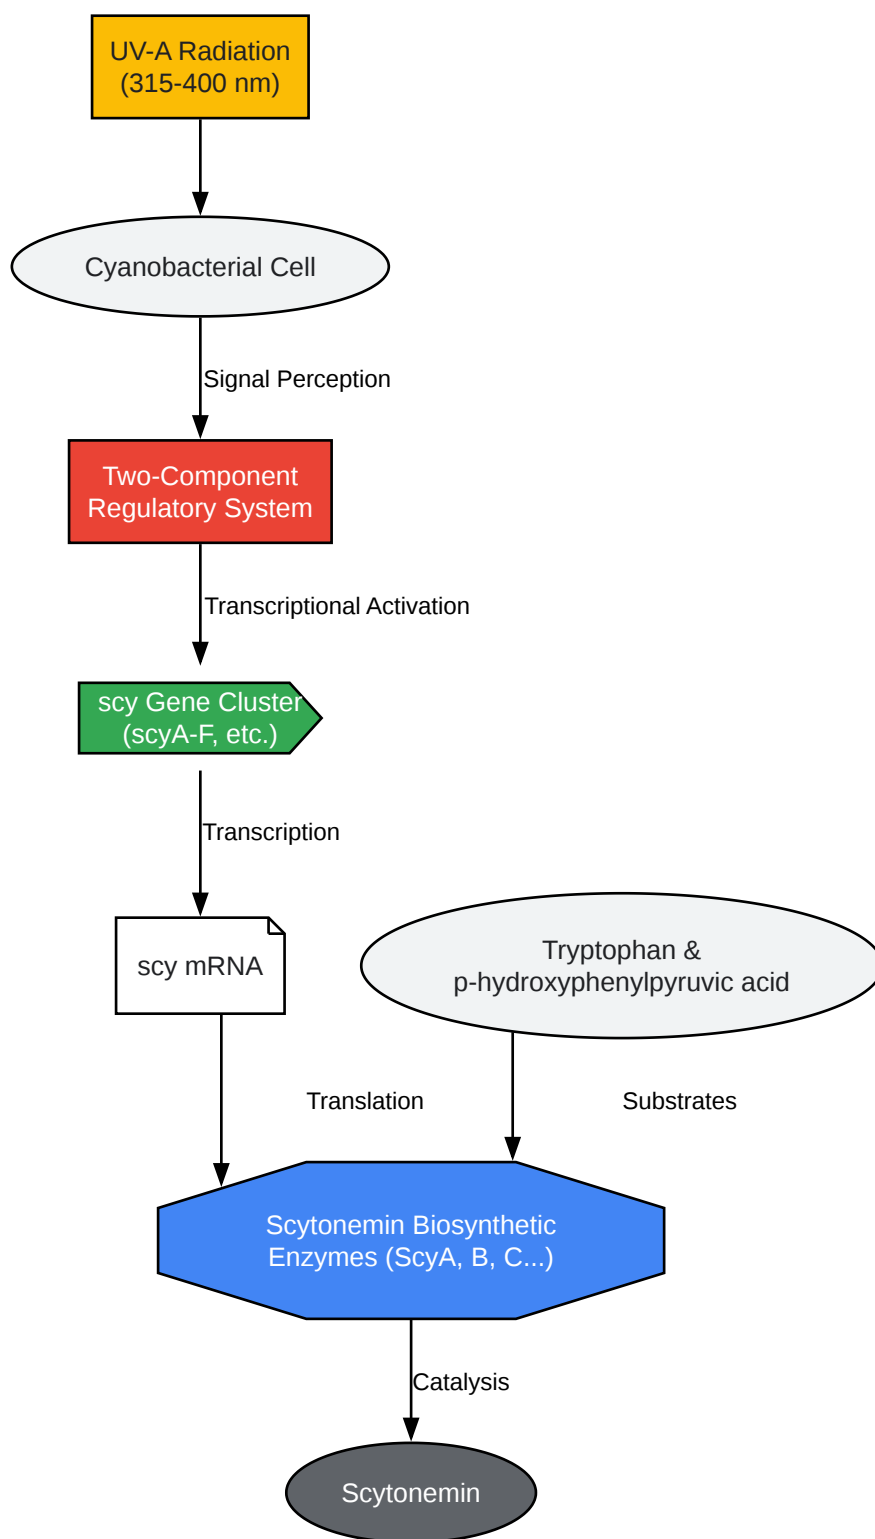 UV-A Radiation
(315-400 nm)
Cyanobacterial Cell
Signal Perception
Two-Component
Regulatory System
Transcriptional Activation
scy Gene Cluster
(scyA-F, etc.)
Transcription
scy mRNA
Tryptophan &
p-hydroxyphenylpyruvic acid
Translation
Substrates
Scytonemin Biosynthetic
Enzymes (ScyA, B, C...)
Catalysis
Scytonemin